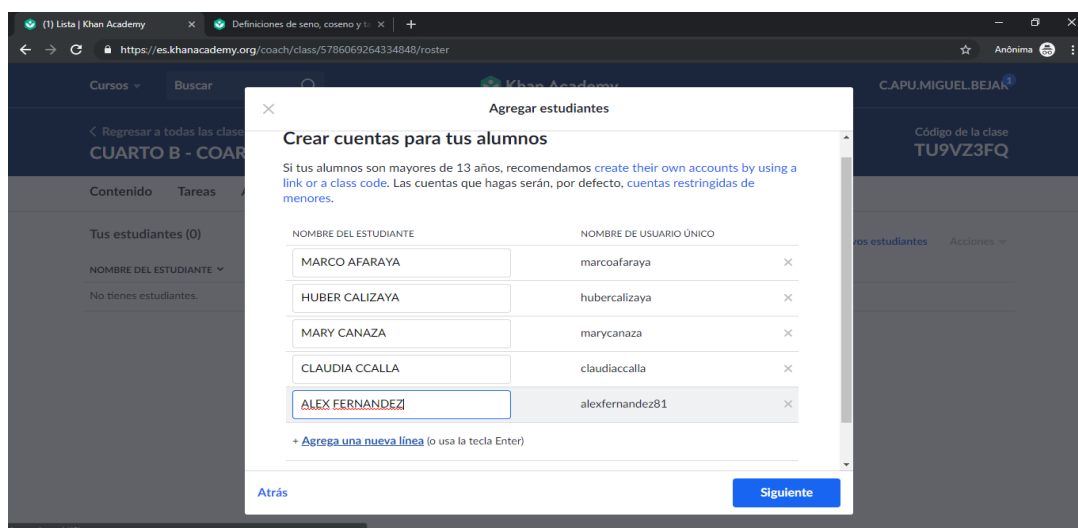 (1) Lista | Khan Academy
Definiciones de seno, coseno y ta
https://es.khanacademy.org/coach/class/5786069264334848/roster
Anônima
Cursos
Buscar
Khan Academy
C.APU.MIGUEL.BEJAR
1
< Regresar a todas las clase
CUARTO B - COAR
Código de la clase
TU9VZ3FQ
Contenido Tareas
Tus estudiantes (0)
estudiantes Acciones
NOMBRE DEL ESTUDIANTE
No tienes estudiantes.
Agregar estudiantes
Crear cuentas para tus alumnos
Si tus alumnos son mayores de 13 años, recomendamos create their own accounts by using a
link or a class code. Las cuentas que hagas serán, por defecto, cuentas restringidas de
menores.
NOMBRE DEL ESTUDIANTE NOMBRE DE USUARIO ÚNICO
MARCO AFARAYA marcoafaraya
HUBER CALIZAYA hubercalizaya
MARY CANAZA marycanaza
CLAUDIA CCALLA claudiaccalla
ALEX FERNANDEZ alexfernandez81
+ Agrega una nueva línea (o usa la tecla Enter)
Atrás
Siguiente